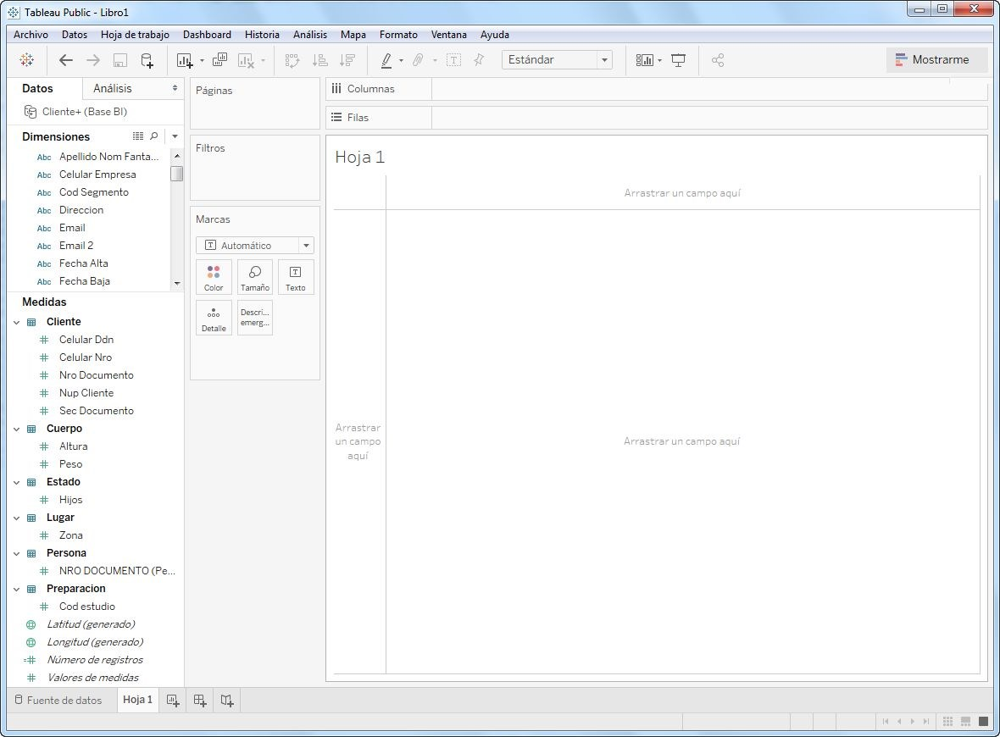 Tableau Public - Libro1
Archivo Datos Hoja de trabajo Dashboard Historia Análisis Mapa Formato Ventana Ayuda
Estándar
Mostrarme
Datos Análisis
Cliente+ (Base BI)
Dimensiones
Abc Apellido Nom Fanta...
Abc Celular Empresa
Abc Cod Segmento
Abc Direccion
Abc Email
Abc Email 2
Abc Fecha Alta
Abc Fecha Baja
Medidas
Cliente
Celular Ddn
Celular Nro
Nro Documento
Nup Cliente
Sec Documento
Cuerpo
Altura
Peso
Estado
Hijos
Lugar
Zona
Persona
NRO DOCUMENTO (Pe...
Preparacion
Cod estudio
Latitud (generado)
Longitud (generado)
Número de registros
Valores de medidas
Páginas
Filtros
Marcas
Automático
Color Tamaño Texto
Detalle
Descri...
emerg...
Columnas
Filas
Hoja 1
Arrastrar un campo aquí
Arrastrar
un campo
aquí
Arrastrar un campo aquí
Fuente de datos Hoja 1